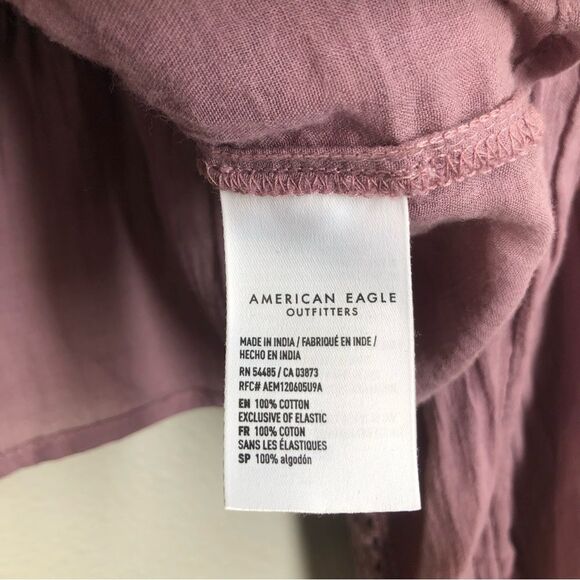 AMERICAN EAGLE
OUTFITTERS
MADE IN INDIA / FABRIQUÉ EN INDE /
HECHO EN INDIA
RN 54485 / CA 03873
RFC# AEM120605U9A
EN 100% COTTON
EXCLUSIVE OF ELASTIC
FR 100% COTON
SANS LES ÉLASTIQUES
SP 100% algodón